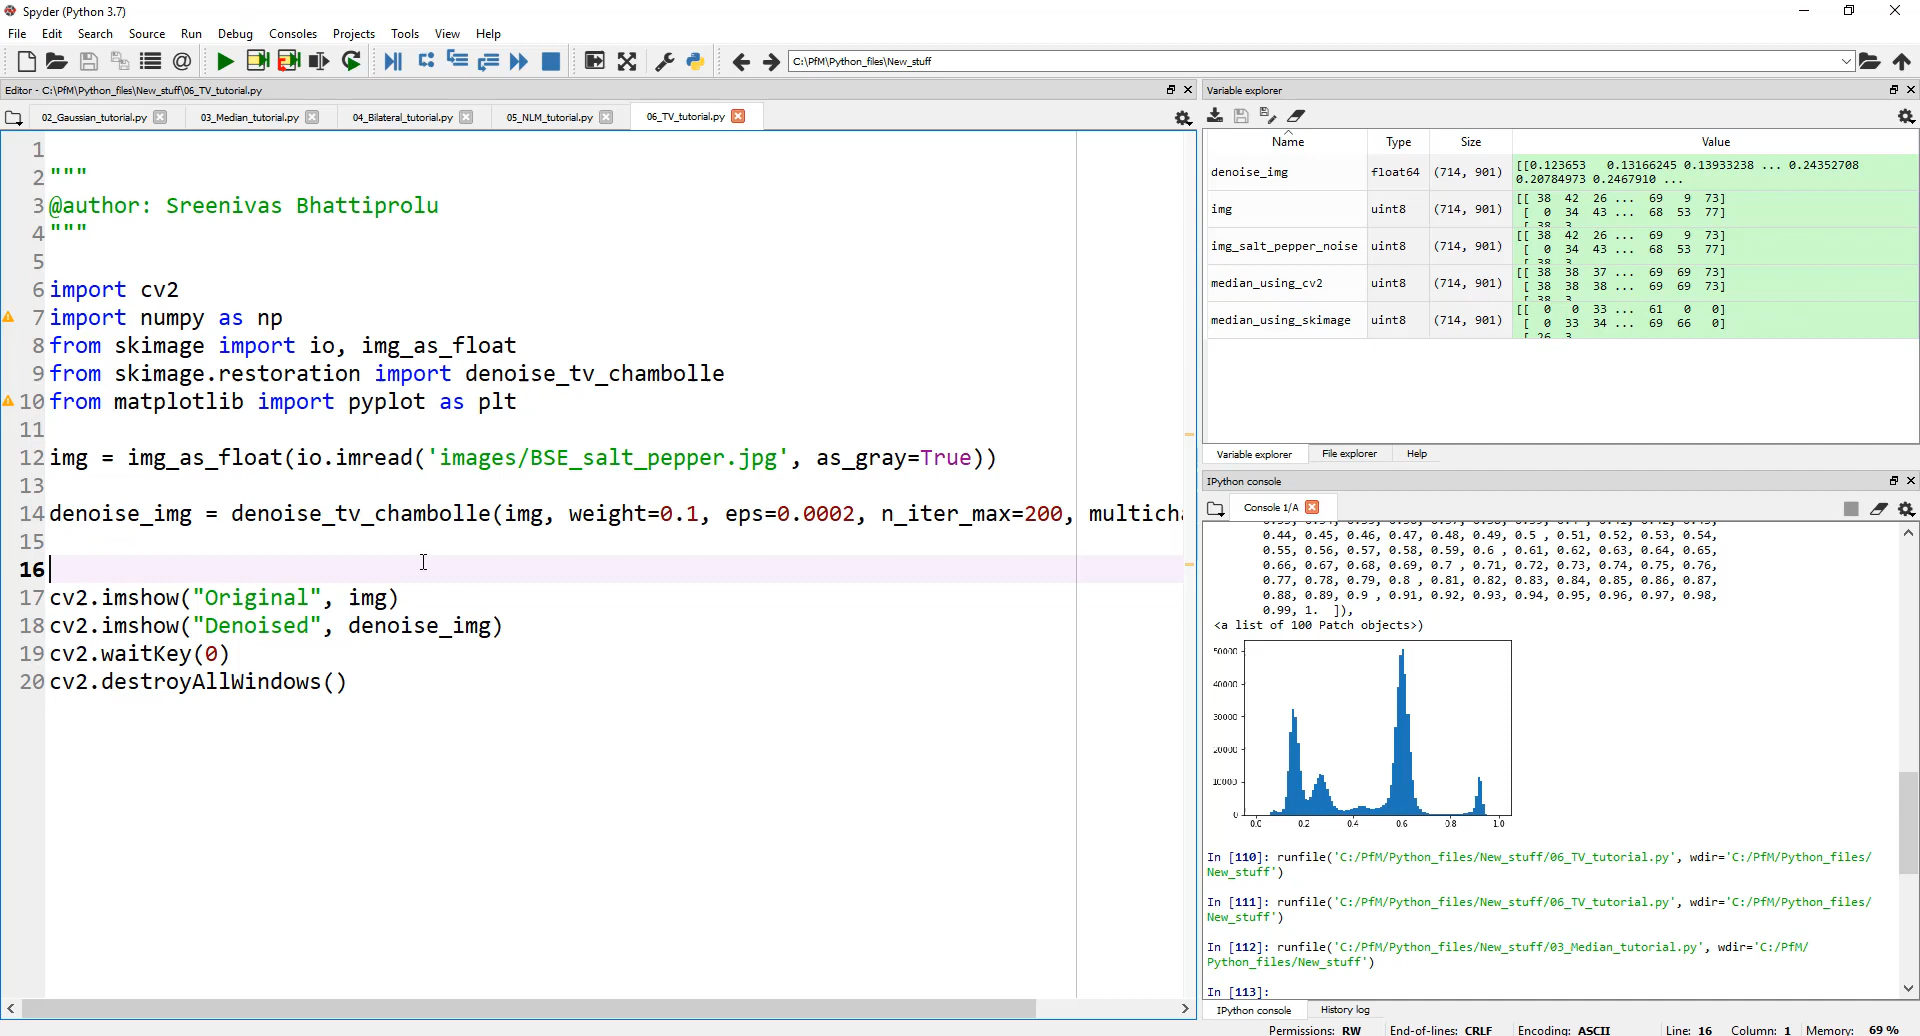 Spyder (Python 3.7)
File Edit Search Source Run Debug Consoles Projects Tools View Help
C:\PfM\Python_files\New_stuff
Editor - C:\PfM\Python_files\New_stuff\06_TV_tutorial.py
02_Gaussian_tutorial.py 03_Median_tutorial.py 04_Bilateral_tutorial.py 05_NLM_tutorial.py 06_TV_tutorial.py
1
2 """
3 @author: Sreenivas Bhattiprolu
4 """
5
6 import cv2
7 import numpy as np
8 from skimage import io, img_as_float
9 from skimage.restoration import denoise_tv_chambolle
10 from matplotlib import pyplot as plt
11
12 img = img_as_float(io.imread('images/BSE_salt_pepper.jpg', as_gray=True))
13
14 denoise_img = denoise_tv_chambolle(img, weight=0.1, eps=0.0002, n_iter_max=200, multich
15
16
17 cv2.imshow("Original", img)
18 cv2.imshow("Denoised", denoise_img)
19 cv2.waitKey(0)
20 cv2.destroyAllWindows()
Variable explorer
Name Type Size Value
denoise_img float64 (714, 901) [[0.123653 0.13166245 0.13933238 ... 0.24352708
0.20784973 0.2467910 ...
img uint8 (714, 901) [[ 38 42 26 ... 69 9 73]
[ 0 34 43 ... 68 53 77]
[ 38 3
img_salt_pepper_noise uint8 (714, 901) [[ 38 42 26 ... 69 9 73]
[ 0 34 43 ... 68 53 77]
[ 38 3
median_using_cv2 uint8 (714, 901) [[ 38 38 37 ... 69 69 73]
[ 38 38 38 ... 69 69 73]
[ 38 3
median_using_skimage uint8 (714, 901) [[ 0 0 33 ... 61 0 0]
[ 0 33 34 ... 69 66 0]
[ 26 3
Variable explorer File explorer Help
IPython console
Console 1/A
0.44, 0.45, 0.46, 0.47, 0.48, 0.49, 0.5 , 0.51, 0.52, 0.53, 0.54,
0.55, 0.56, 0.57, 0.58, 0.59, 0.6 , 0.61, 0.62, 0.63, 0.64, 0.65,
0.66, 0.67, 0.68, 0.69, 0.7 , 0.71, 0.72, 0.73, 0.74, 0.75, 0.76,
0.77, 0.78, 0.79, 0.8 , 0.81, 0.82, 0.83, 0.84, 0.85, 0.86, 0.87,
0.88, 0.89, 0.9 , 0.91, 0.92, 0.93, 0.94, 0.95, 0.96, 0.97, 0.98,
0.99, 1. ]),
<a list of 100 Patch objects>)
50000
40000
30000
20000
10000
0
0.0 0.2 0.4 0.6 0.8 1.0
In [110]: runfile('C:/PfM/Python_files/New_stuff/06_TV_tutorial.py', wdir='C:/PfM/Python_files/
New_stuff')
In [111]: runfile('C:/PfM/Python_files/New_stuff/06_TV_tutorial.py', wdir='C:/PfM/Python_files/
New_stuff')
In [112]: runfile('C:/PfM/Python_files/New_stuff/03_Median_tutorial.py', wdir='C:/PfM/
Python_files/New_stuff')
In [113]:
IPython console History log
Permissions: RW End-of-lines: CRLF Encoding: ASCII Line: 16 Column: 1 Memory: 69 %